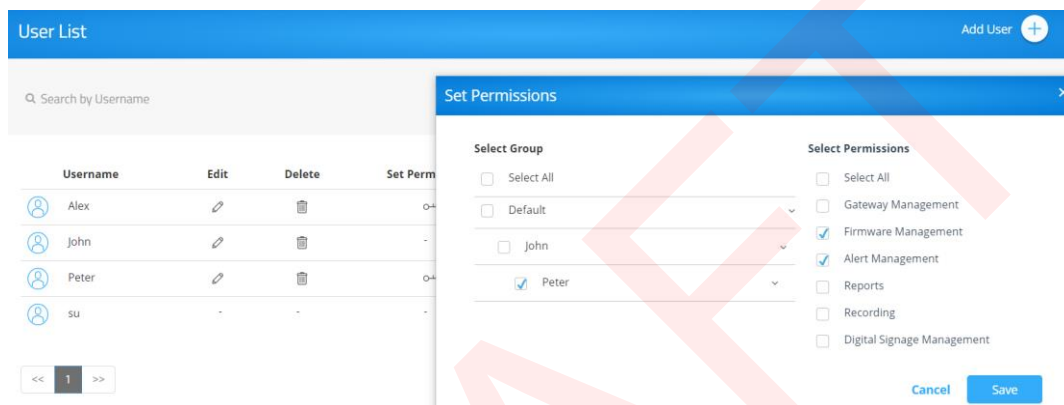 User List
Add User
Search by Username
Set Permissions
Select Group
Select All
Default
John
Peter
Select Permissions
Select All
Gateway Management
Firmware Management
Alert Management
Reports
Recording
Digital Signage Management
Cancel Save
Username Edit Delete Set Perm
Alex
John -
Peter
su - - -
<< 1 >>